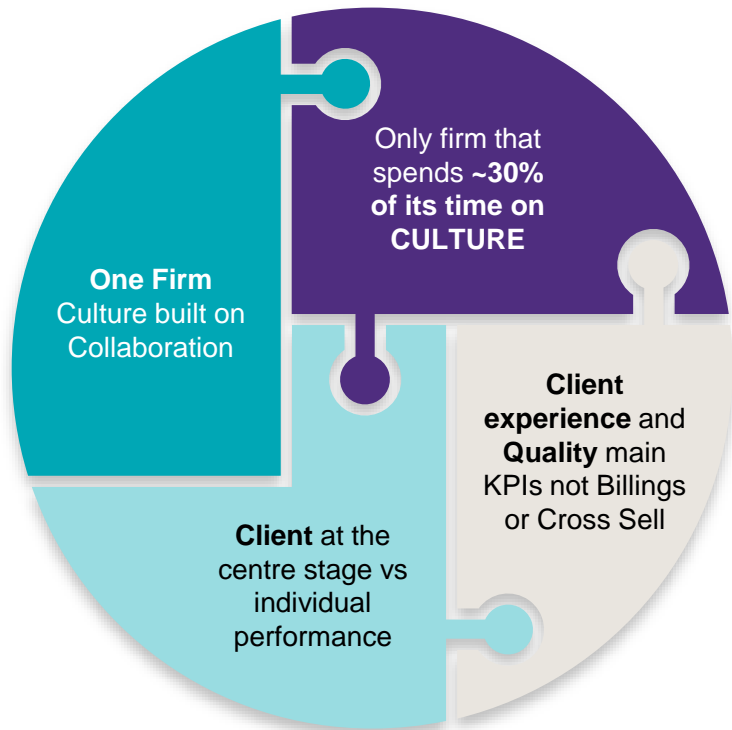 Only firm that
spends ~30%
of its time on
CULTURE
One Firm
Culture built on
Collaboration
Client
experience and
Quality main
KPIs not Billings
or Cross Sell
Client at the
centre stage vs
individual
performance